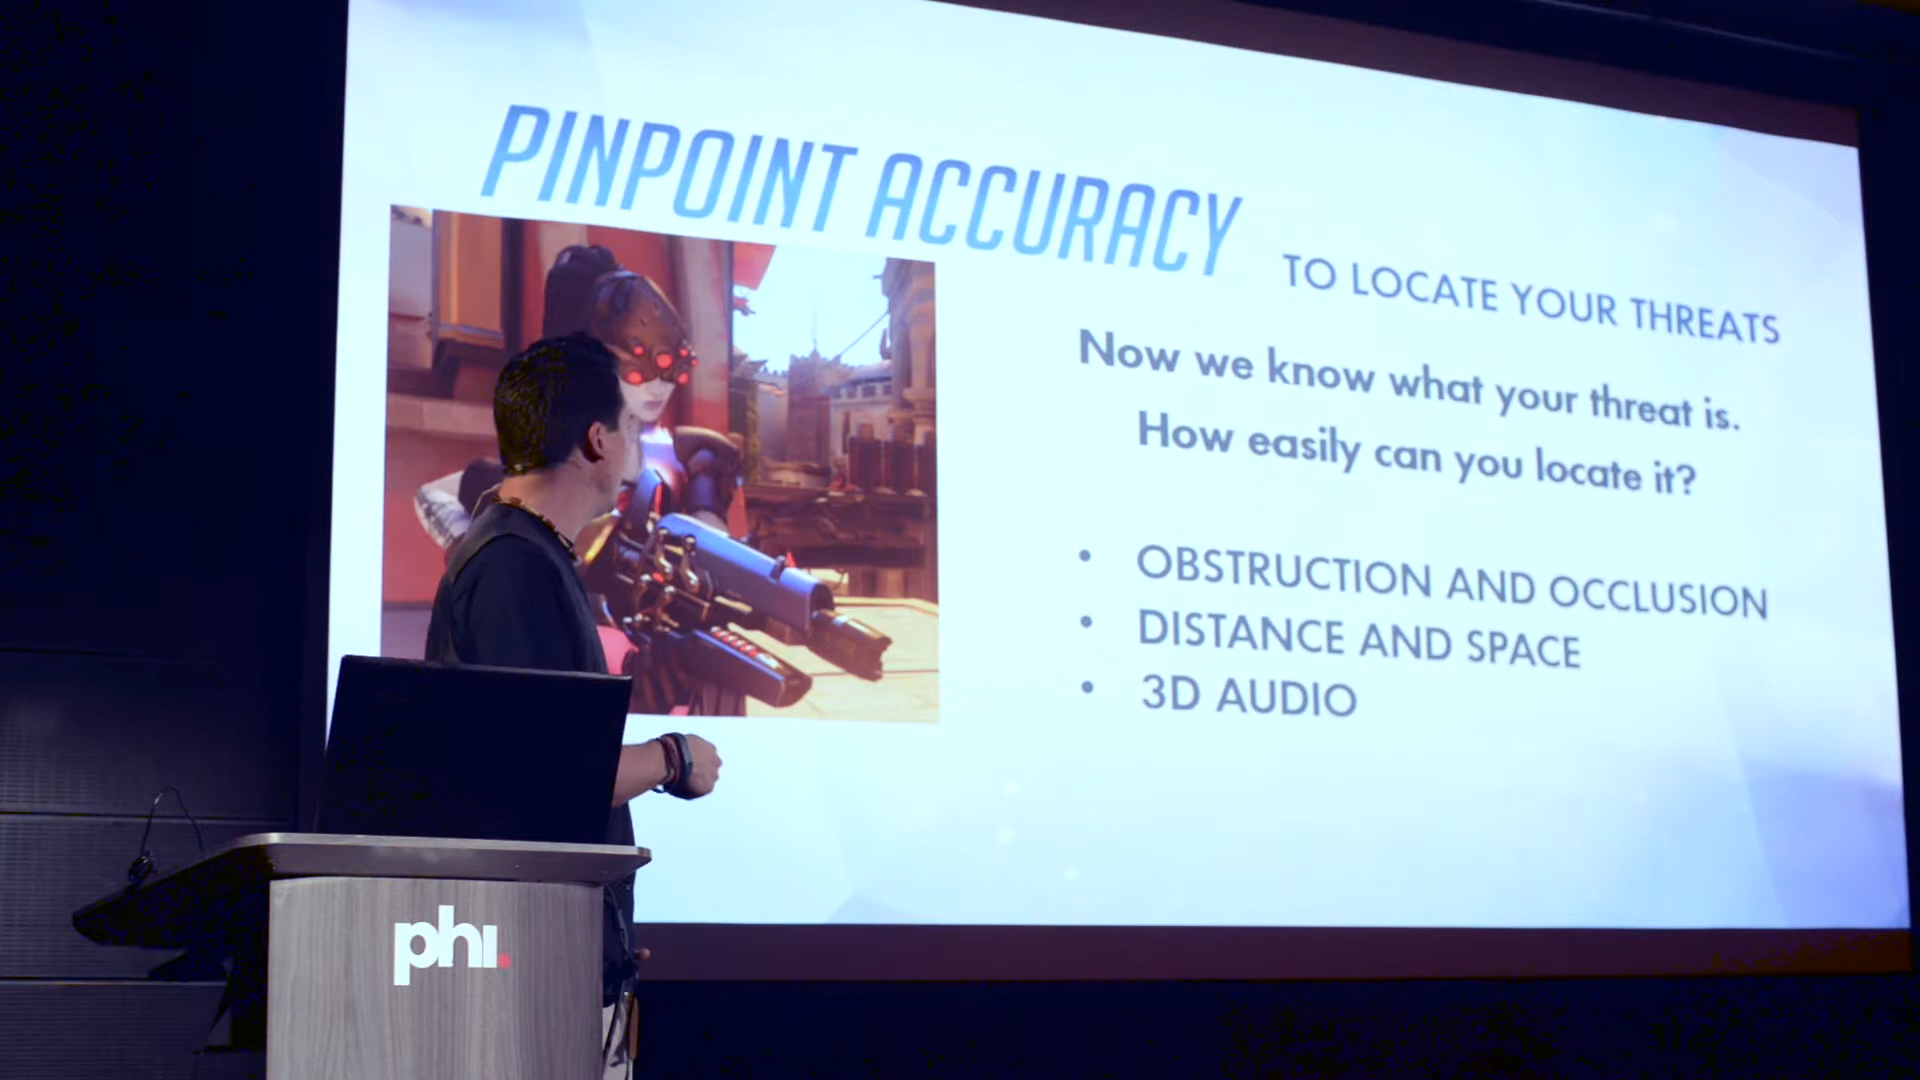 PINPOINT ACCURACY
TO LOCATE YOUR THREATS
Now we know what your threat is.
How easily can you locate it?
• OBSTRUCTION AND OCCLUSION
• DISTANCE AND SPACE
• 3D AUDIO
phi.